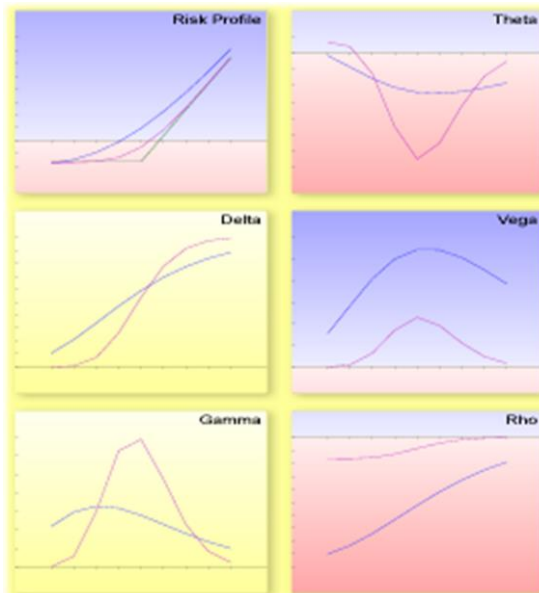 Risk Profile
Theta
Delta
Vega
Gamma
Rho